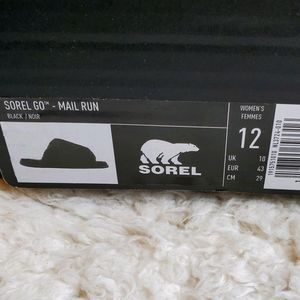 SOREL GO™ - MAIL RUN
BLACK / NOIR
SOREL
WOMEN'S
FEMMES
12
UK 10
EUR 43
CM 29